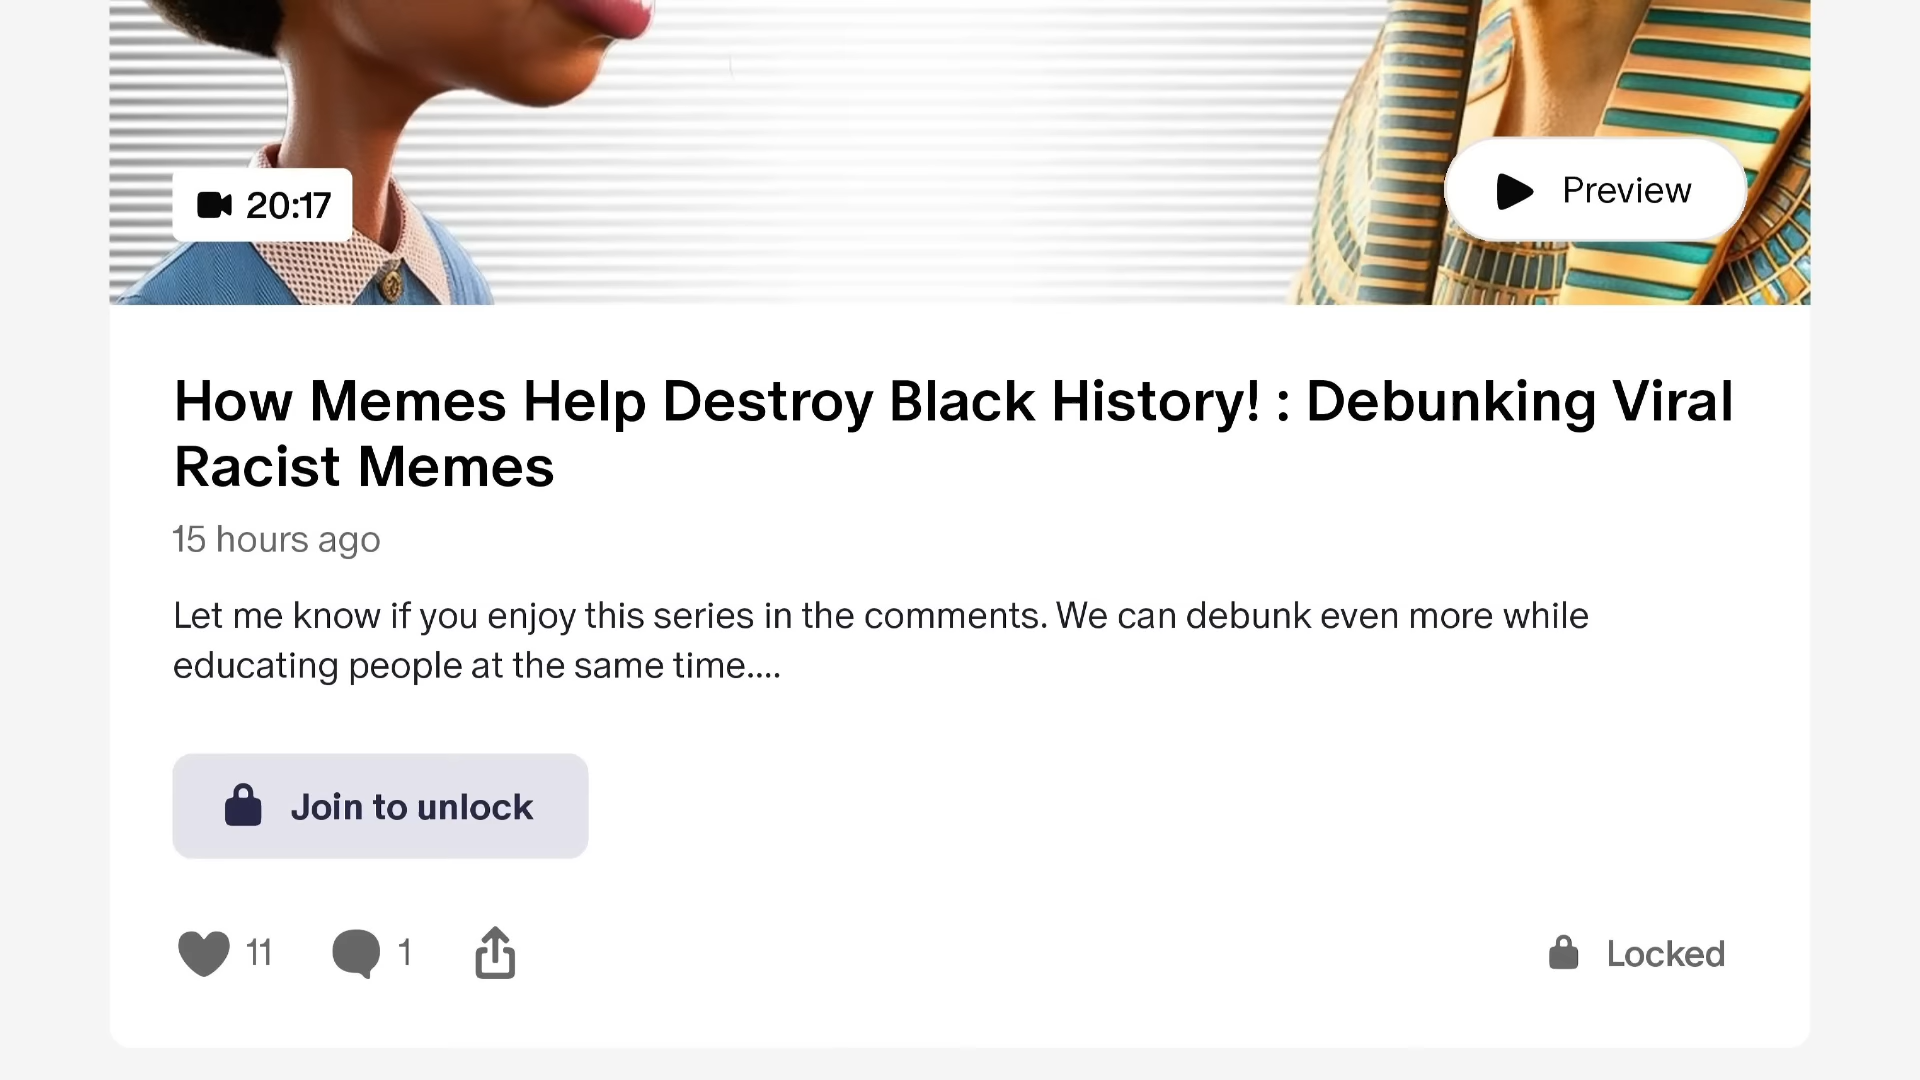 20:17
Preview
How Memes Help Destroy Black History! : Debunking Viral
Racist Memes
15 hours ago
Let me know if you enjoy this series in the comments. We can debunk even more while
educating people at the same time....
Join to unlock
11
1
Locked